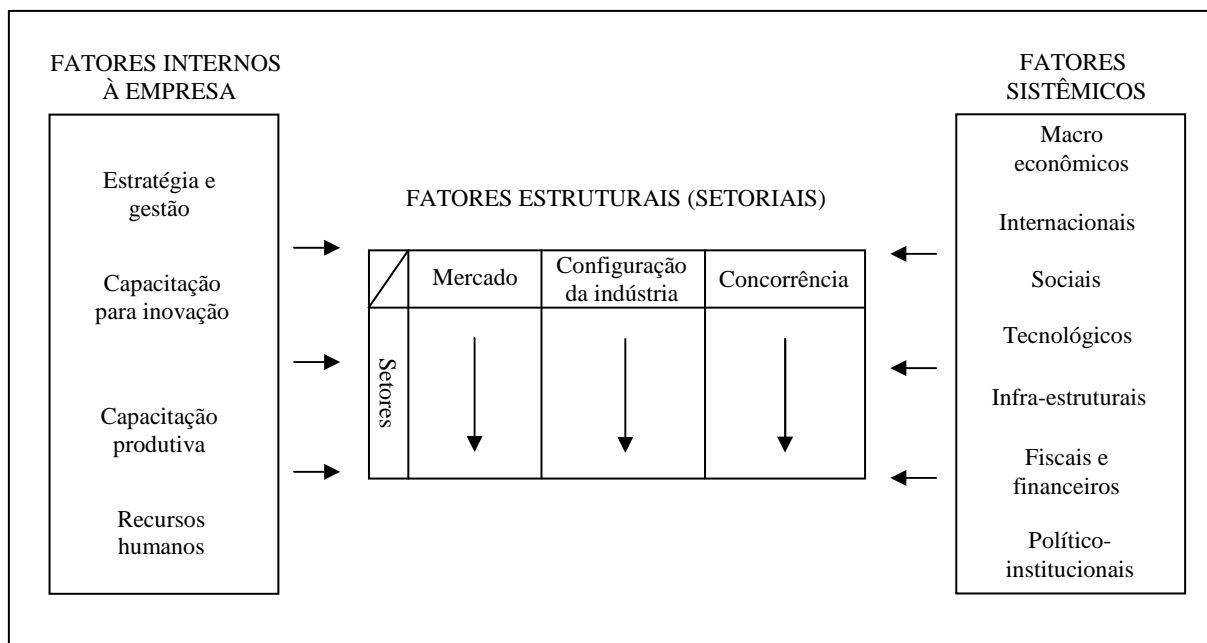 FATORES INTERNOS
À EMPRESA
Estratégia e
gestão
Capacitação
para inovação
Capacitação
produtiva
Recursos
humanos
FATORES ESTRUTURAIS (SETORIAIS)
Mercado
Configuração
da indústria
Concorrência
Setores
FATORES
SISTÊMICOS
Macro
econômicos
Internacionais
Sociais
Tecnológicos
Infra-estruturais
Fiscais e
financeiros
Político-
institucionais